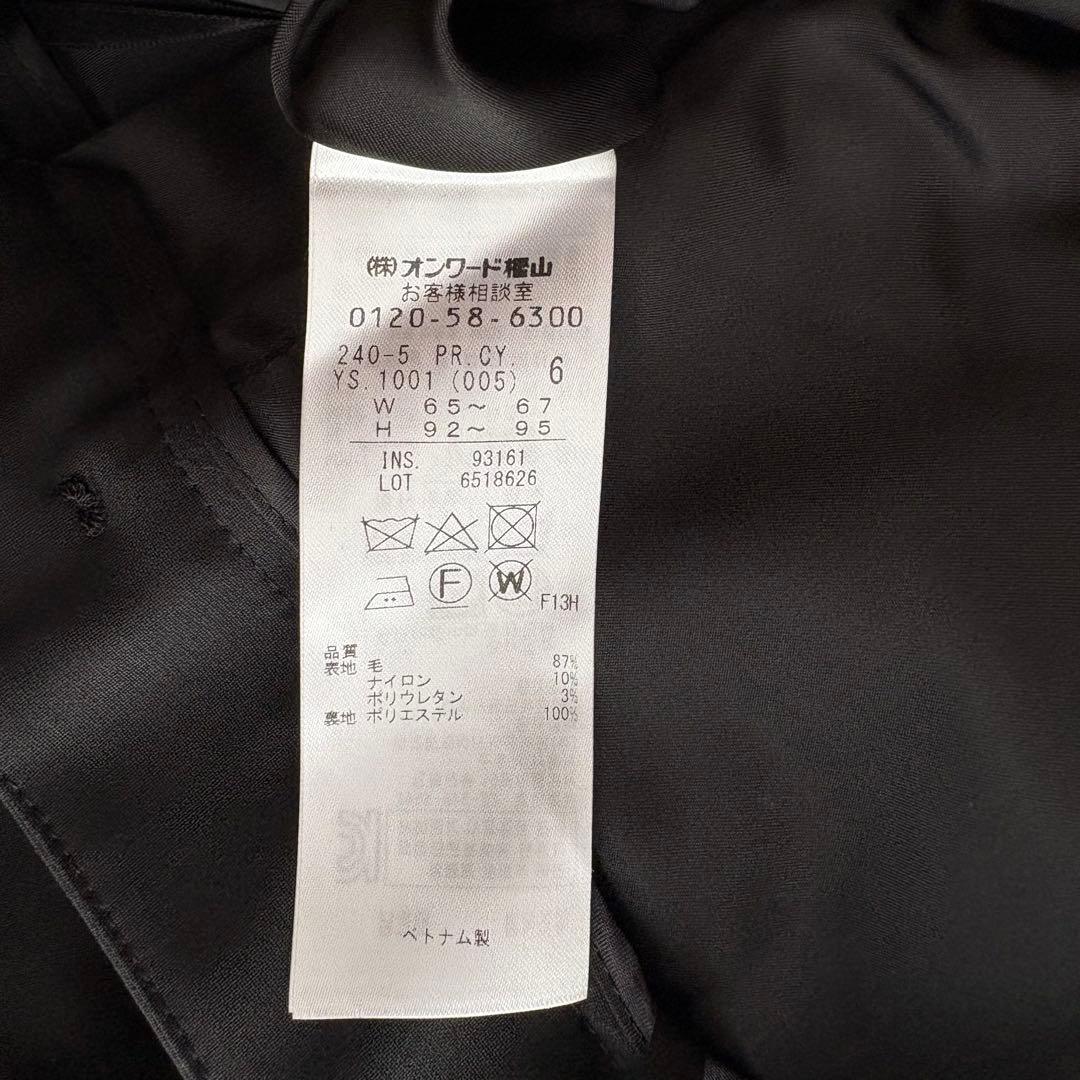 (株)オンワード樫山
お客様相談室
0120-58-6300
240-5 PR.CY.
YS.1001 (005) 6
W 65～ 67
H 92～ 95
INS. 93161
LOT 6518626
F W F13H
品質
表地 毛 87%
ナイロン 10%
ポリウレタン 3%
裏地 ポリエステル 100%
ベトナム製